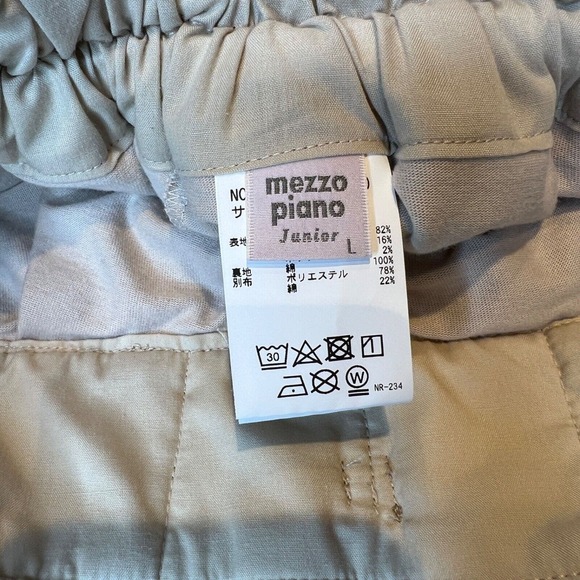 NO
サ
mezzo
piano
Junior
L
表地
82%
16%
2%
裏地 綿 100%
別布 ポリエステル 78%
綿 22%
30
NR-234
W